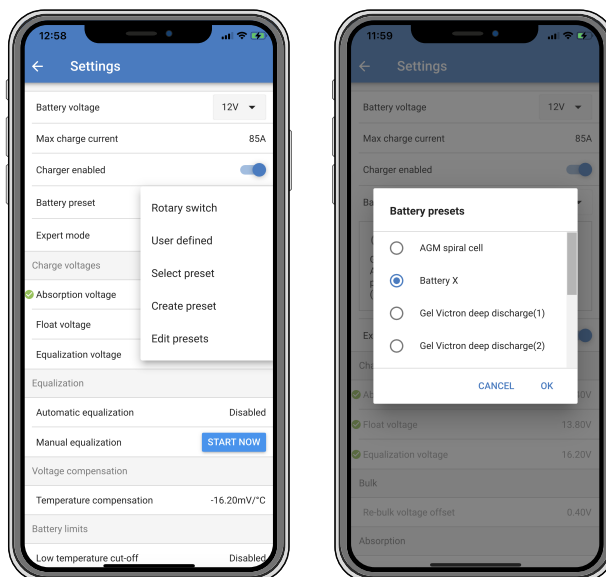 12:58
Settings
Battery voltage 12V
Max charge current 85A
Charger enabled
Battery preset
Rotary switch
Expert mode
User defined
Charge voltages
Select preset
Absorption voltage
Create preset
Float voltage
Edit presets
Equalization voltage
Equalization
Automatic equalization Disabled
Manual equalization START NOW
Voltage compensation
Temperature compensation -16.20mV/°C
Battery limits
Low temperature cut-off Disabled
11:59
Settings
Battery voltage 12V
Max charge current 85A
Charger enabled
Battery presets
AGM spiral cell
Battery X
Gel Victron deep discharge(1)
Gel Victron deep discharge(2)
CANCEL OK
Float voltage 13.80V
Equalization voltage 16.20V
Bulk
Re-bulk voltage offset 0.40V
Absorption